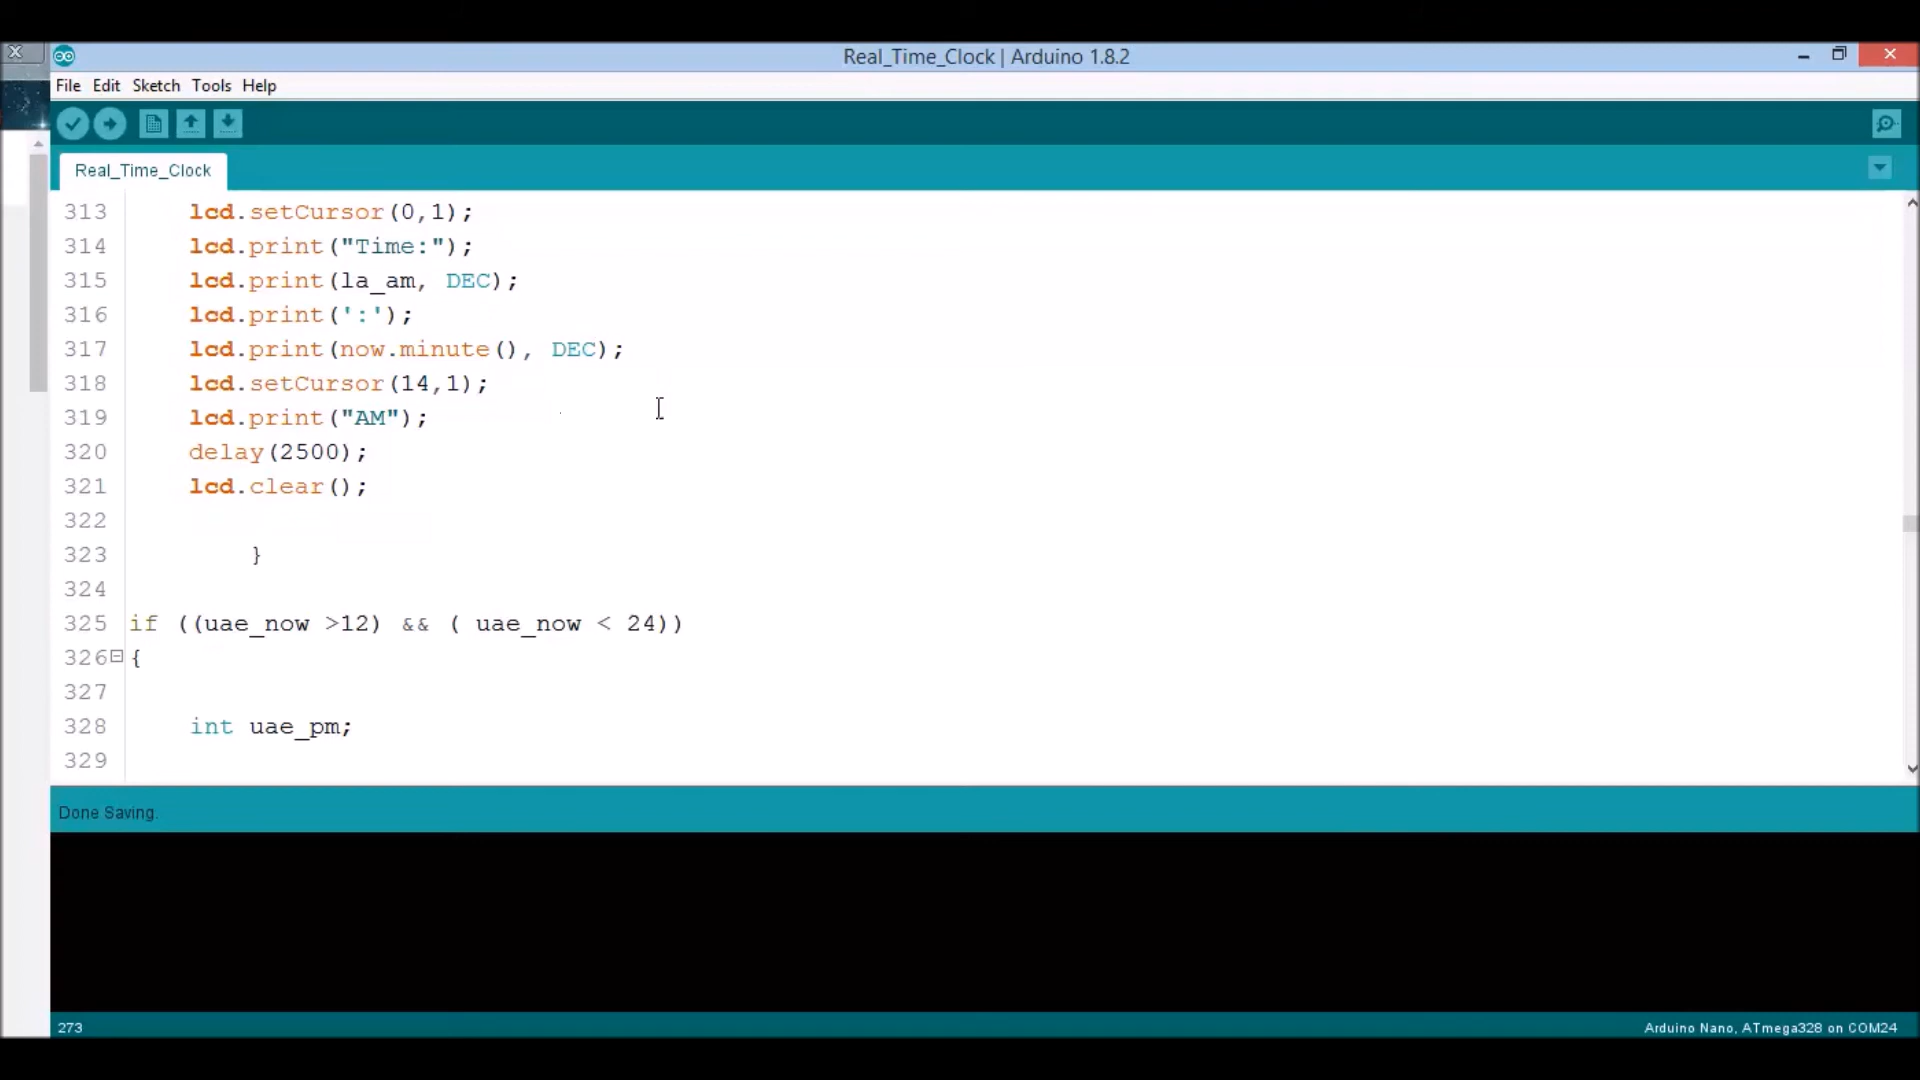 X
Real_Time_Clock | Arduino 1.8.2
File Edit Sketch Tools Help
Real_Time_Clock
313 lcd.setCursor(0,1);
314 lcd.print("Time:");
315 lcd.print(la_am, DEC);
316 lcd.print(':');
317 lcd.print(now.minute(), DEC);
318 lcd.setCursor(14,1);
319 lcd.print("AM");
320 delay(2500);
321 lcd.clear();
322
323 }
324
325 if ((uae_now >12) && ( uae_now < 24))
326 {
327
328 int uae_pm;
329
Done Saving.
273
Arduino Nano, ATmega328 on COM24